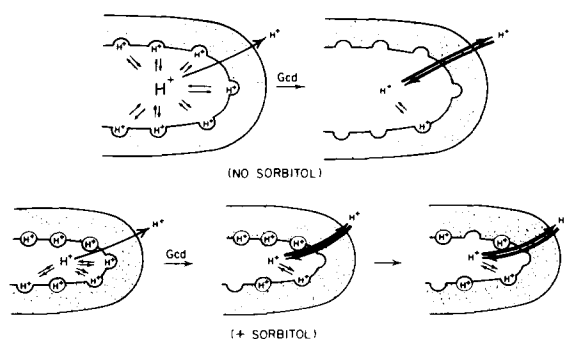 H⁺ H⁺ H⁺ H⁺
H⁺ H⁺
H⁺ Gcd H⁺
H⁺ H⁺ H⁺ H⁺
(NO SORBITOL)
H⁺ H⁺ H
H⁺ H⁺ H⁺ H⁺ H⁺ H⁺ H⁺ H⁺
H⁺ H⁺ Gcd H⁺ H⁺
H⁺ H⁺ H⁺ H⁺ H⁺ H⁺ H⁺
(+ SORBITOL)